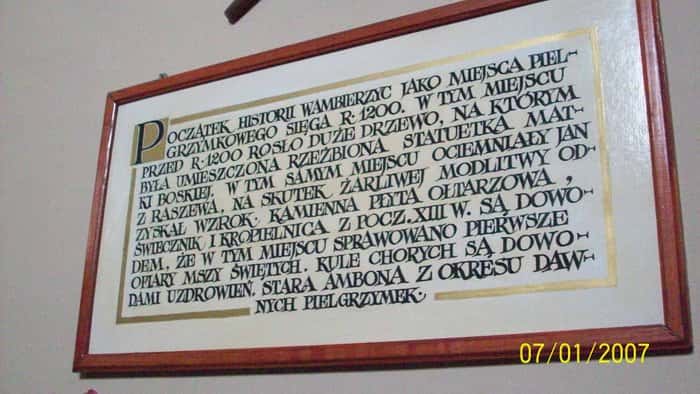 POCZĄTEK HISTORII WAMBIERZYC JAKO MIEJSCA PIEL-
GRZYMKOWEGO SIĘGA R. 1200. W TYM MIEJSCU
PRZED R. 1200 ROSŁO DUŻE DRZEWO, NA KTÓRYM
BYŁA UMIESZCZONA RZEŹBIONA STATUETKA MAT-
KI BOSKIEJ. W TYM SAMYM MIEJSCU OCIEMNIAŁY JAN
Z RASZEWA, NA SKUTEK ŻARLIWEJ MODLITWY OD-
ZYSKAŁ WZROK. KAMIENNA PŁYTA OŁTARZOWA,
ŚWIECZNIK I KROPIELNICA Z POCZ. XIII W. SĄ DOWO-
DEM, ŻE W TYM MIEJSCU SPRAWOWANO PIERWSZE
OFIARY MSZY ŚWIĘTYCH. KULE CHORYCH SĄ DOWO-
DAMI UZDROWIEŃ. STARA AMBONA Z OKRESU DAW-
NYCH PIELGRZYMEK.
07/01/2007